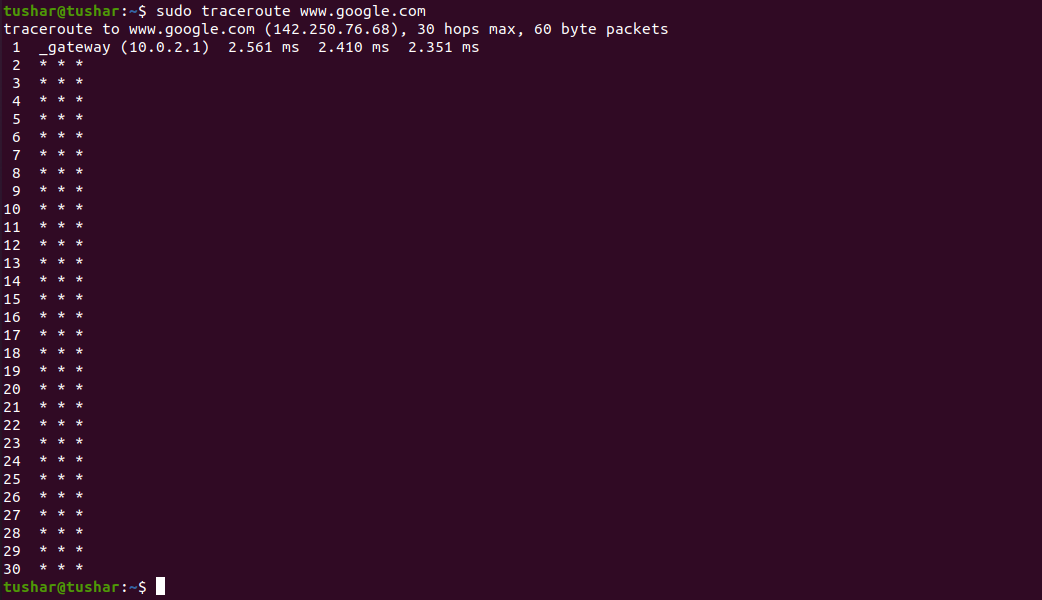 tushar@tushar:~$ sudo traceroute www.google.com
traceroute to www.google.com (142.250.76.68), 30 hops max, 60 byte packets
 1  _gateway (10.0.2.1)  2.561 ms  2.410 ms  2.351 ms
 2  * * *
 3  * * *
 4  * * *
 5  * * *
 6  * * *
 7  * * *
 8  * * *
 9  * * *
10  * * *
11  * * *
12  * * *
13  * * *
14  * * *
15  * * *
16  * * *
17  * * *
18  * * *
19  * * *
20  * * *
21  * * *
22  * * *
23  * * *
24  * * *
25  * * *
26  * * *
27  * * *
28  * * *
29  * * *
30  * * *
tushar@tushar:~$